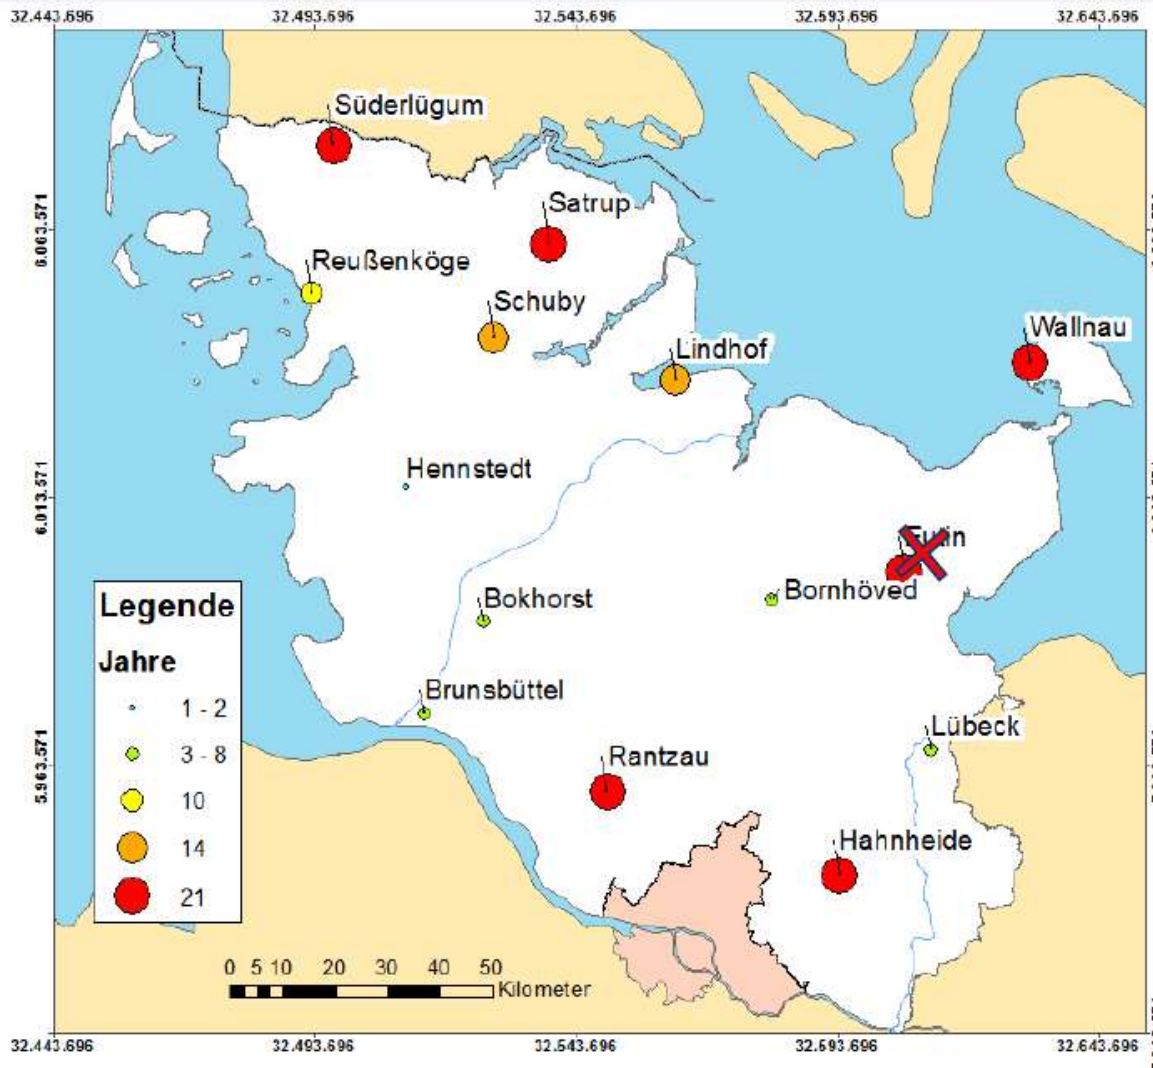 32.443.696 32.493.696 32.543.696 32.593.696 32.643.696
Süderlügum
Satrup
6.063.571
Reußenköge
Schuby
Wallnau
Lindhof
Hennstedt
6.013.571
Eutin
Legende
Bokhorst
Bornhöved
Jahre
Brunsbüttel
1 - 2
Lübeck
3 - 8
Rantzau
5.963.571
10
Hahnheide
14
21
0 5 10 20 30 40 50
Kilometer
32.443.696 32.493.696 32.543.696 32.593.696 32.643.696